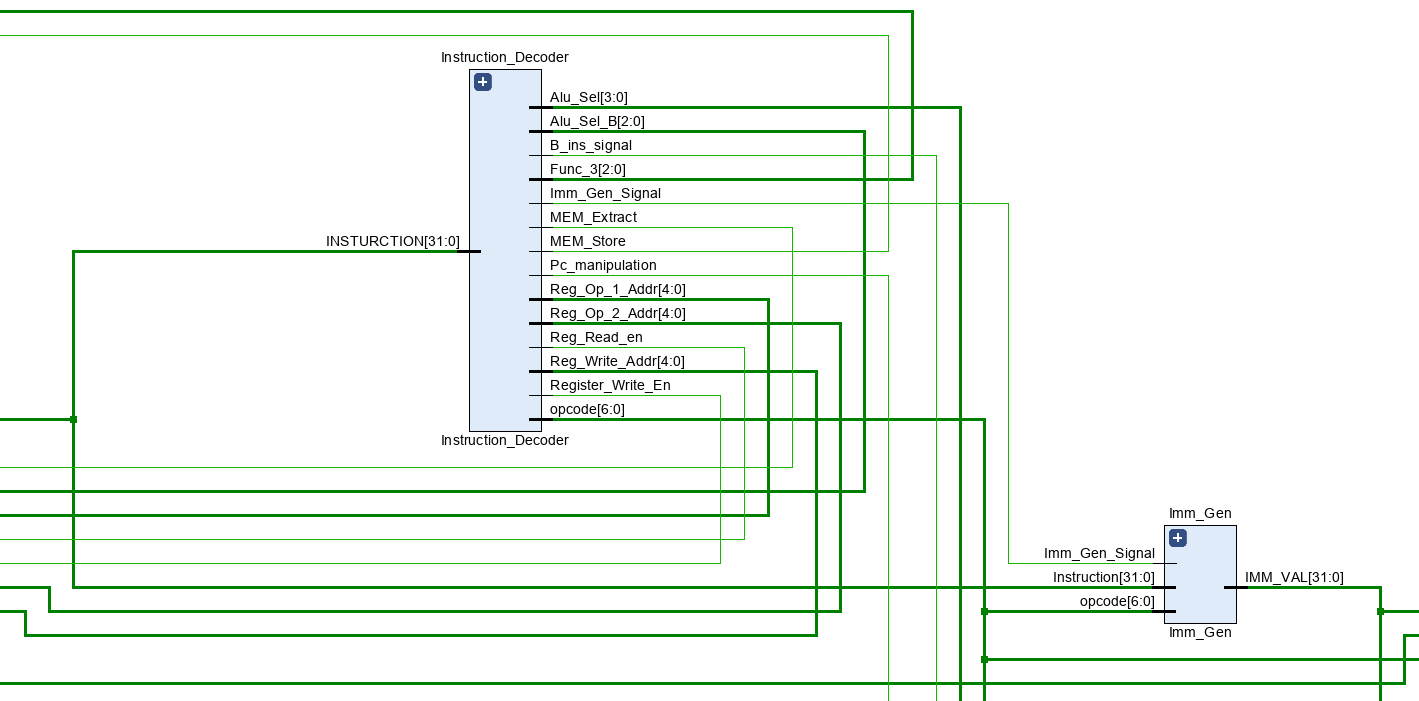 Instruction_Decoder
Alu_Sel[3:0]
Alu_Sel_B[2:0]
B_ins_signal
Func_3[2:0]
Imm_Gen_Signal
MEM_Extract
INSTURCTION[31:0]
MEM_Store
Pc_manipulation
Reg_Op_1_Addr[4:0]
Reg_Op_2_Addr[4:0]
Reg_Read_en
Reg_Write_Addr[4:0]
Register_Write_En
opcode[6:0]
Instruction_Decoder
Imm_Gen
Imm_Gen_Signal
Instruction[31:0]
IMM_VAL[31:0]
opcode[6:0]
Imm_Gen